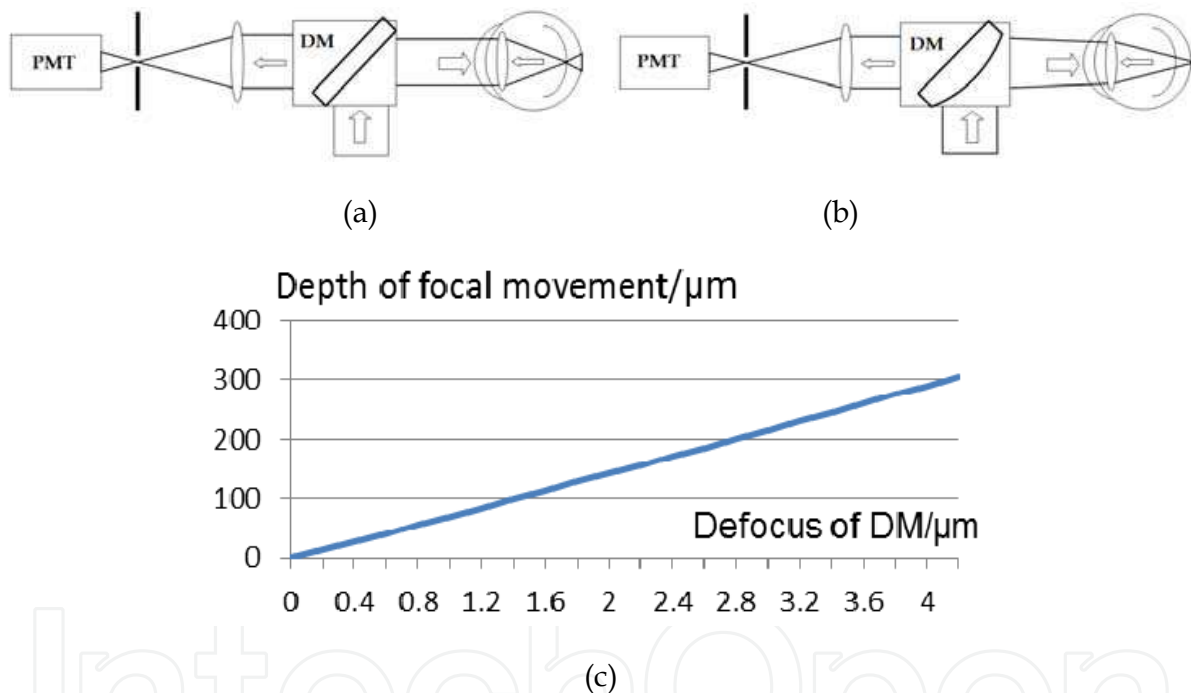 PMT
DM
PMT
DM
(a)
(b)
Depth of focal movement/µm
400
300
200
100
0
Defocus of DM/µm
0 0.4 0.8 1.2 1.6 2 2.4 2.8 3.2 3.6 4
IntechOpen
(c)